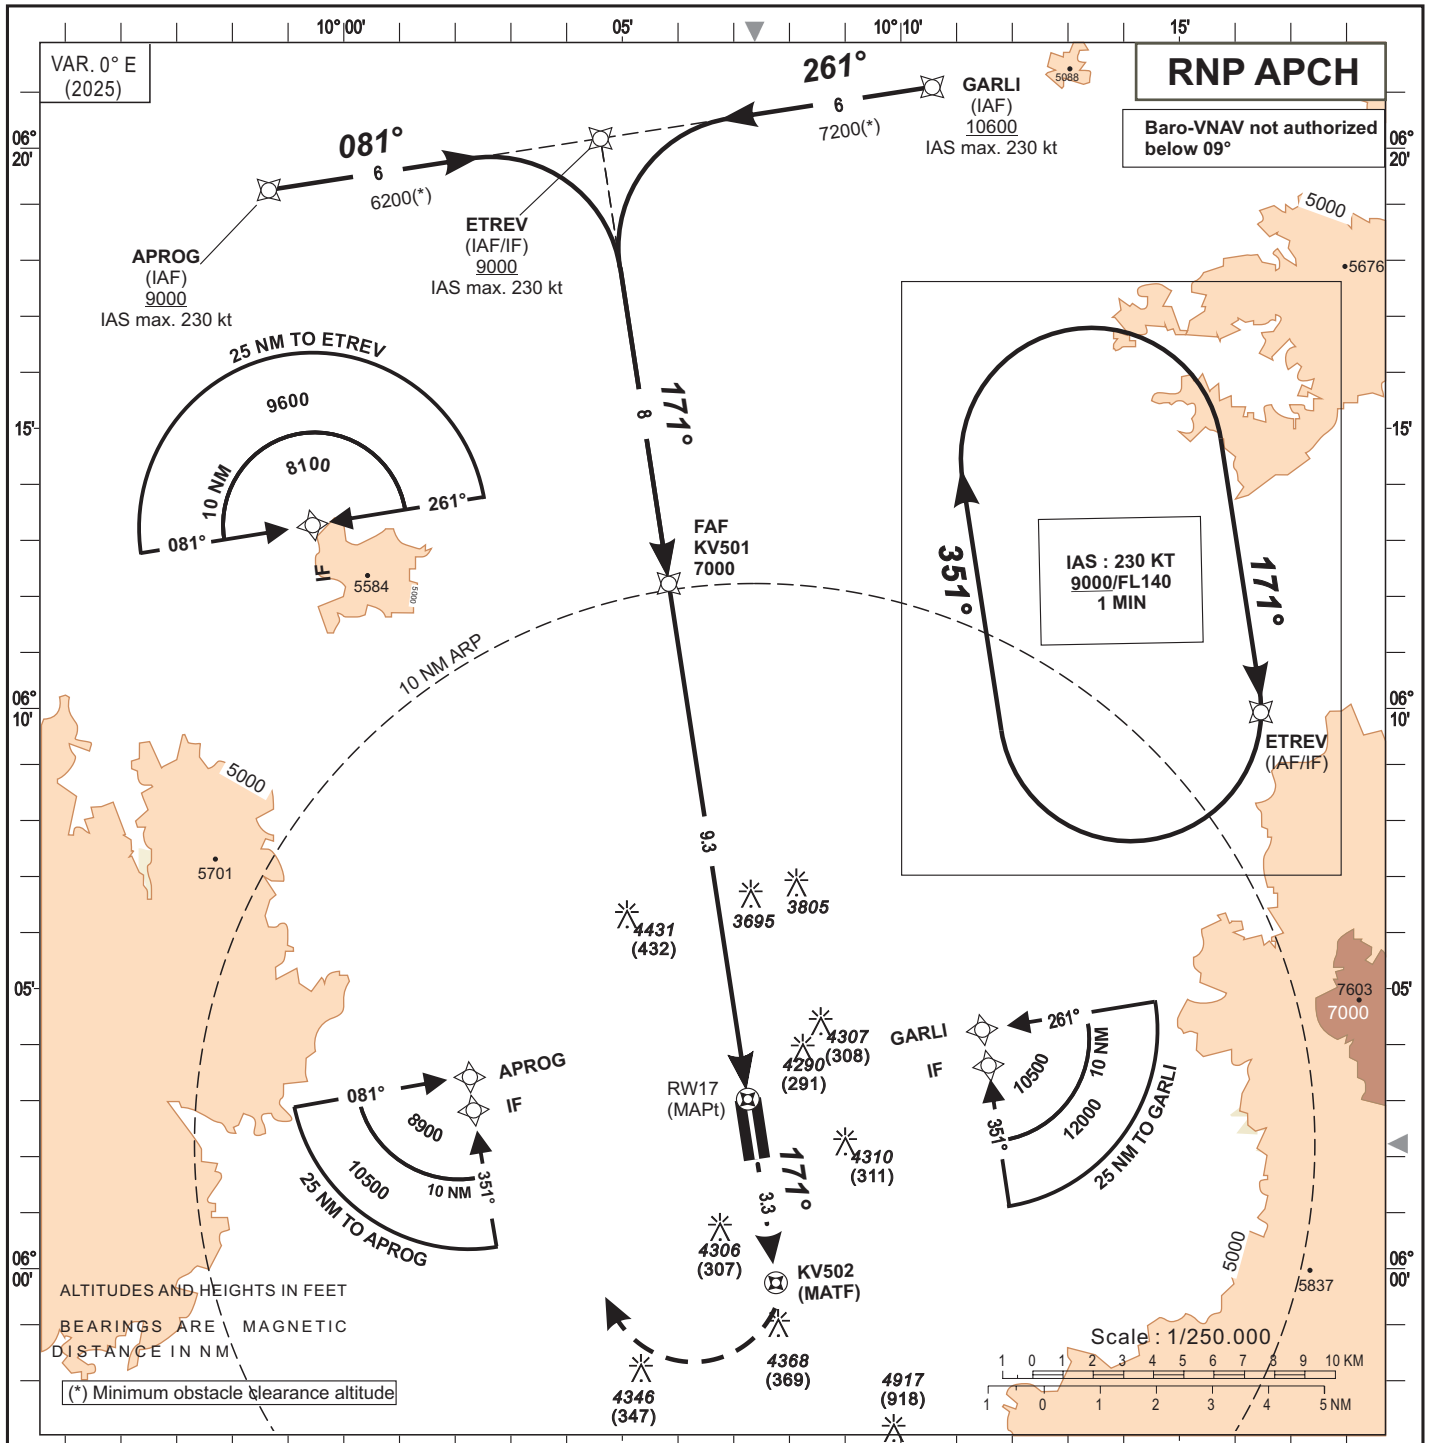 10°00'
05'
10°10'
15'
VAR. 0° E
(2025)
RNP APCH
Baro-VNAV not authorized
below 09°
081°
6
6200(*)
261°
6
7200(*)
GARLI
(IAF)
10600
IAS max. 230 kt
5088
06°
20'
06°
20'
APROG
(IAF)
9000
IAS max. 230 kt
ETREV
(IAF/IF)
9000
IAS max. 230 kt
5000
5676
25 NM TO ETREV
9600
10 NM
8100
081°
261°
IF
5584
5000
8
171°
15'
15'
FAF
KV501
7000
351°
IAS : 230 KT
9000/FL140
1 MIN
171°
ETREV
(IAF/IF)
10 NM ARP
06°
10'
06°
10'
5000
5701
9.3
4431
(432)
3695
3805
05'
05'
7603
7000
4307
(308)
4290
(291)
GARLI
IF
261°
10500
10 NM
12000
351°
25 NM TO GARLI
APROG
IF
081°
8900
10500
10 NM
351°
25 NM TO APROG
RW17
(MAPt)
171°
3.3
4310
(311)
4306
(307)
KV502
(MATF)
06°
00'
06°
00'
5000
5837
ALTITUDES AND HEIGHTS IN FEET
BEARINGS ARE MAGNETIC
DISTANCE IN NM
(*) Minimum obstacle clearance altitude
4346
(347)
4368
(369)
4917
(918)
Scale : 1/250.000
1 0 1 2 3 4 5 6 7 8 9 10 KM
1 0 1 2 3 4 5 NM